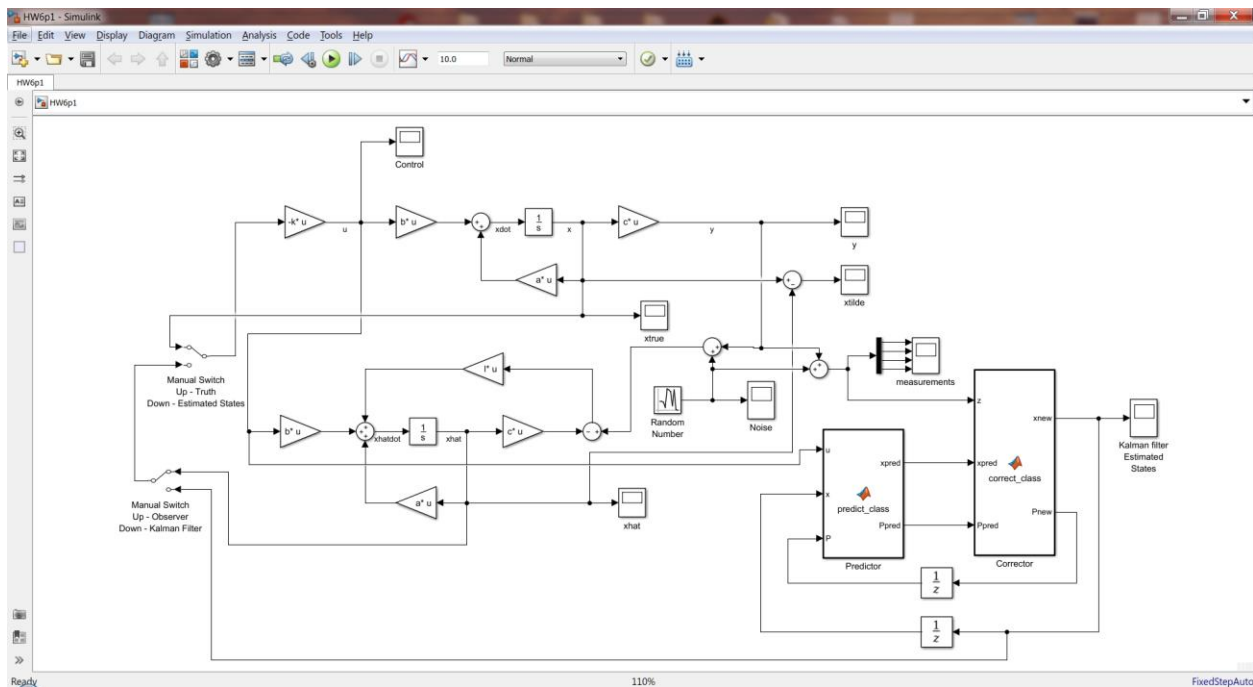 HW6p1 - Simulink
File Edit View Display Diagram Simulation Analysis Code Tools Help
10.0
Normal
HW6p1
HW6p1
Control
-k* u
u
b* u
xdot
1
s
x
c* u
y
y
a* u
xtilde
xtrue
Manual Switch
Up - Truth
Down - Estimated States
l* u
Random
Number
Noise
measurements
b* u
xhatdot
1
s
xhat
c* u
a* u
xhat
Manual Switch
Up - Observer
Down - Kalman Filter
u
x
P
xpred
predict_class
Ppred
Predictor
z
xpred
Ppred
xnew
correct_class
Pnew
Corrector
Kalman filter
Estimated
States
1
z
1
z
Ready
110%
FixedStepAuto